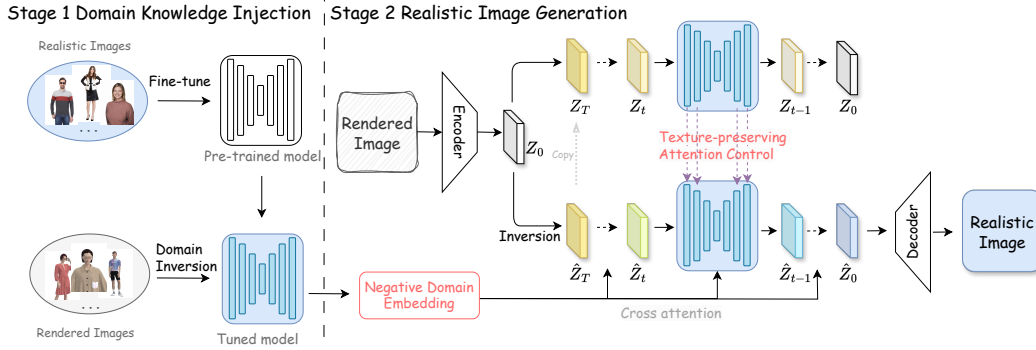 Stage 1 Domain Knowledge Injection
Realistic Images
Fine-tune
Pre-trained model
Domain
Inversion
Rendered Images
Tuned model
Stage 2 Realistic Image Generation
Rendered
Image
Encoder
Z_0
Z_T
Z_t
Z_{t-1}
Z_0
Copy
Texture-preserving
Attention Control
Inversion
Ẑ_T
Ẑ_t
Ẑ_{t-1}
Ẑ_0
Decoder
Realistic
Image
Negative Domain
Embedding
Cross attention